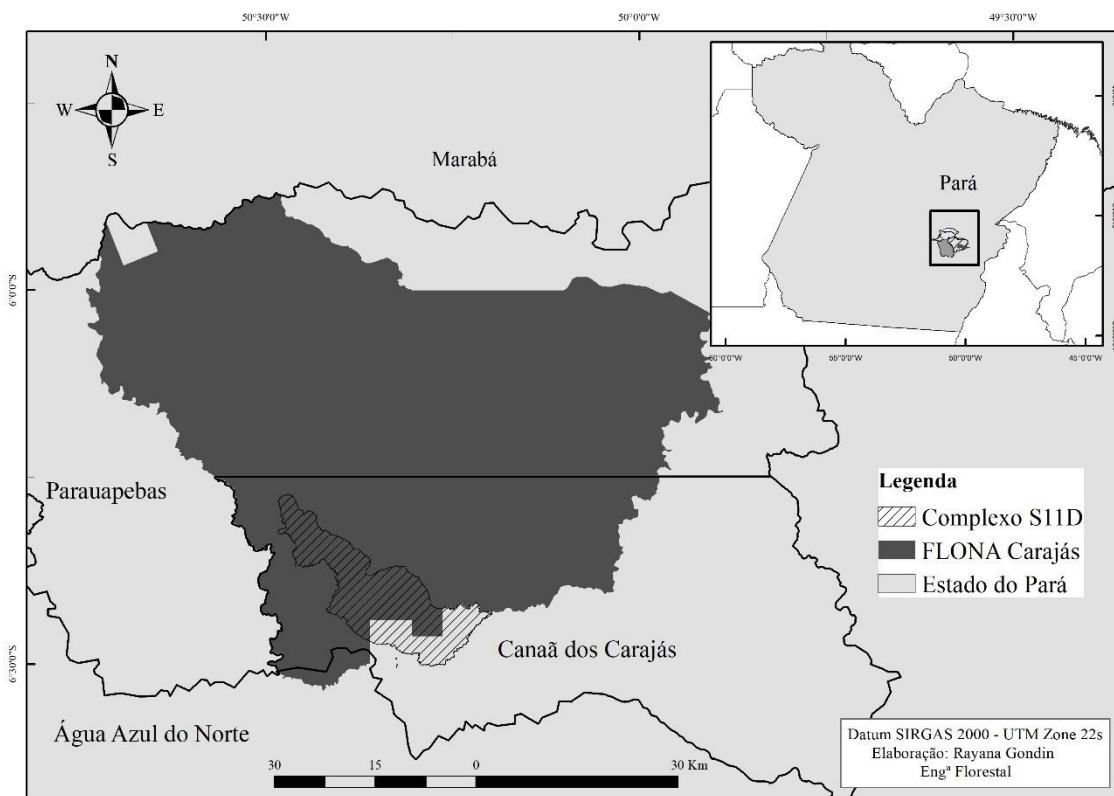 50°30'0"W
50°0'0"W
49°30'0"W
N
W
E
S
Marabá
Pará
6°0'0"S
55°0'0"W
50°0'0"W
45°0'0"W
Parauapebas
Legenda
Complexo S11D
FLONA Carajás
Estado do Pará
Canaã dos Carajás
6°30'0"S
Água Azul do Norte
Datum SIRGAS 2000 - UTM Zone 22s
Elaboração: Rayana Gondin
Engª Florestal
30 15 0 30 Km